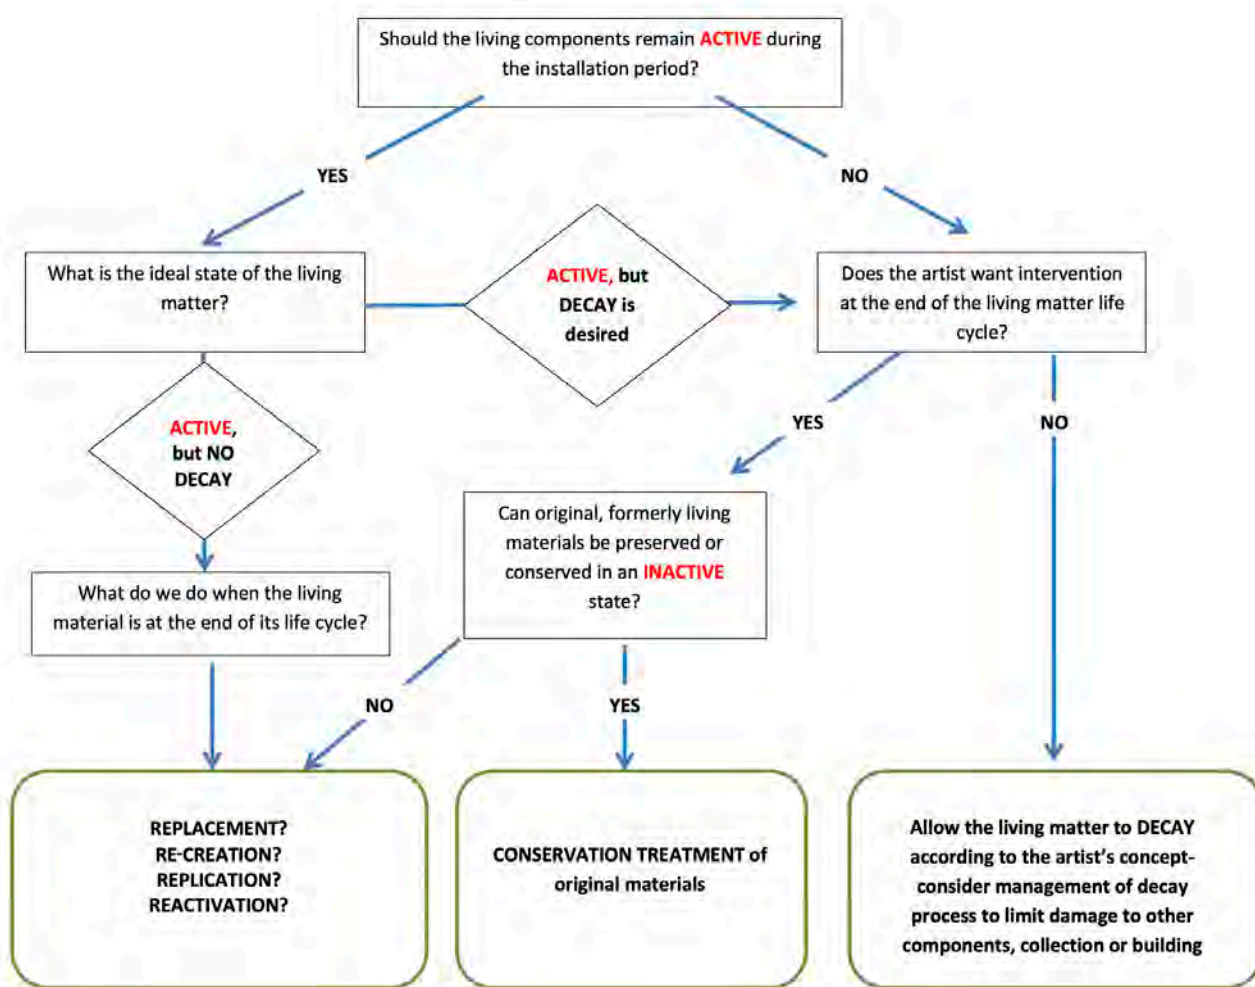 Should the living components remain ACTIVE during
the installation period?
YES
NO
What is the ideal state of the living
matter?
ACTIVE, but
DECAY is
desired
Does the artist want intervention
at the end of the living matter life
cycle?
ACTIVE,
but NO
DECAY
YES
NO
Can original, formerly living
materials be preserved or
conserved in an INACTIVE
state?
What do we do when the living
material is at the end of its life cycle?
NO
YES
REPLACEMENT?
RE-CREATION?
REPLICATION?
REACTIVATION?
CONSERVATION TREATMENT of
original materials
Allow the living matter to DECAY
according to the artist's concept-
consider management of decay
process to limit damage to other
components, collection or building